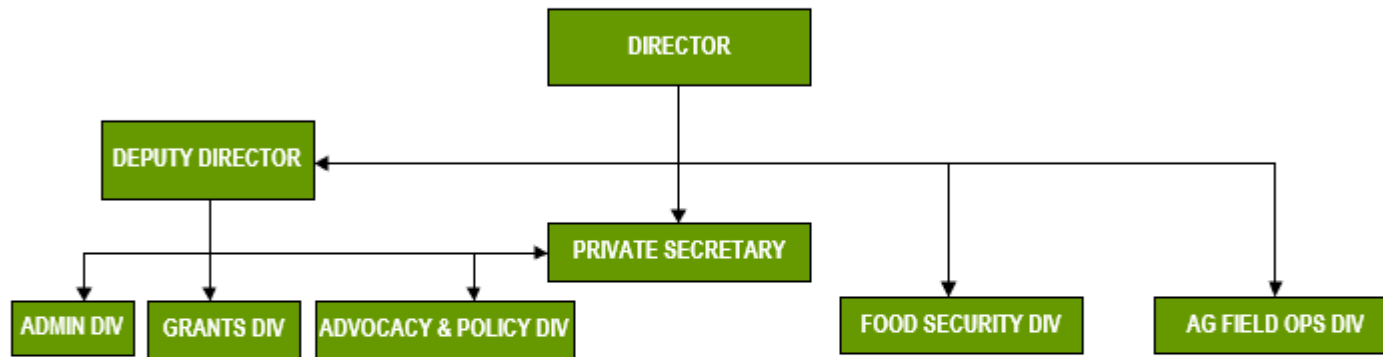 DIRECTOR
DEPUTY DIRECTOR
PRIVATE SECRETARY
ADMIN DIV
GRANTS DIV
ADVOCACY & POLICY DIV
FOOD SECURITY DIV
AG FIELD OPS DIV